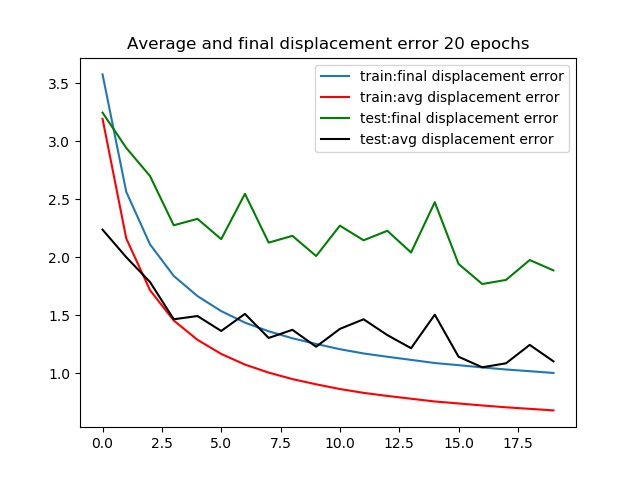 Average and final displacement error 20 epochs
train:final displacement error
train:avg displacement error
test:final displacement error
test:avg displacement error
3.5
3.0
2.5
2.0
1.5
1.0
0.0 2.5 5.0 7.5 10.0 12.5 15.0 17.5